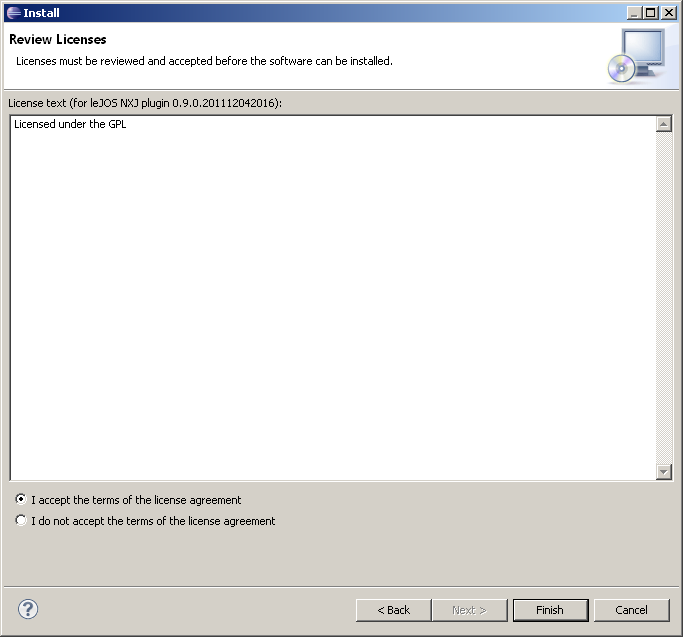 Install
Review Licenses
Licenses must be reviewed and accepted before the software can be installed.
License text (for leJOS NXJ plugin 0.9.0.201112042016):
Licensed under the GPL
I accept the terms of the license agreement
I do not accept the terms of the license agreement
? < Back Next > Finish Cancel